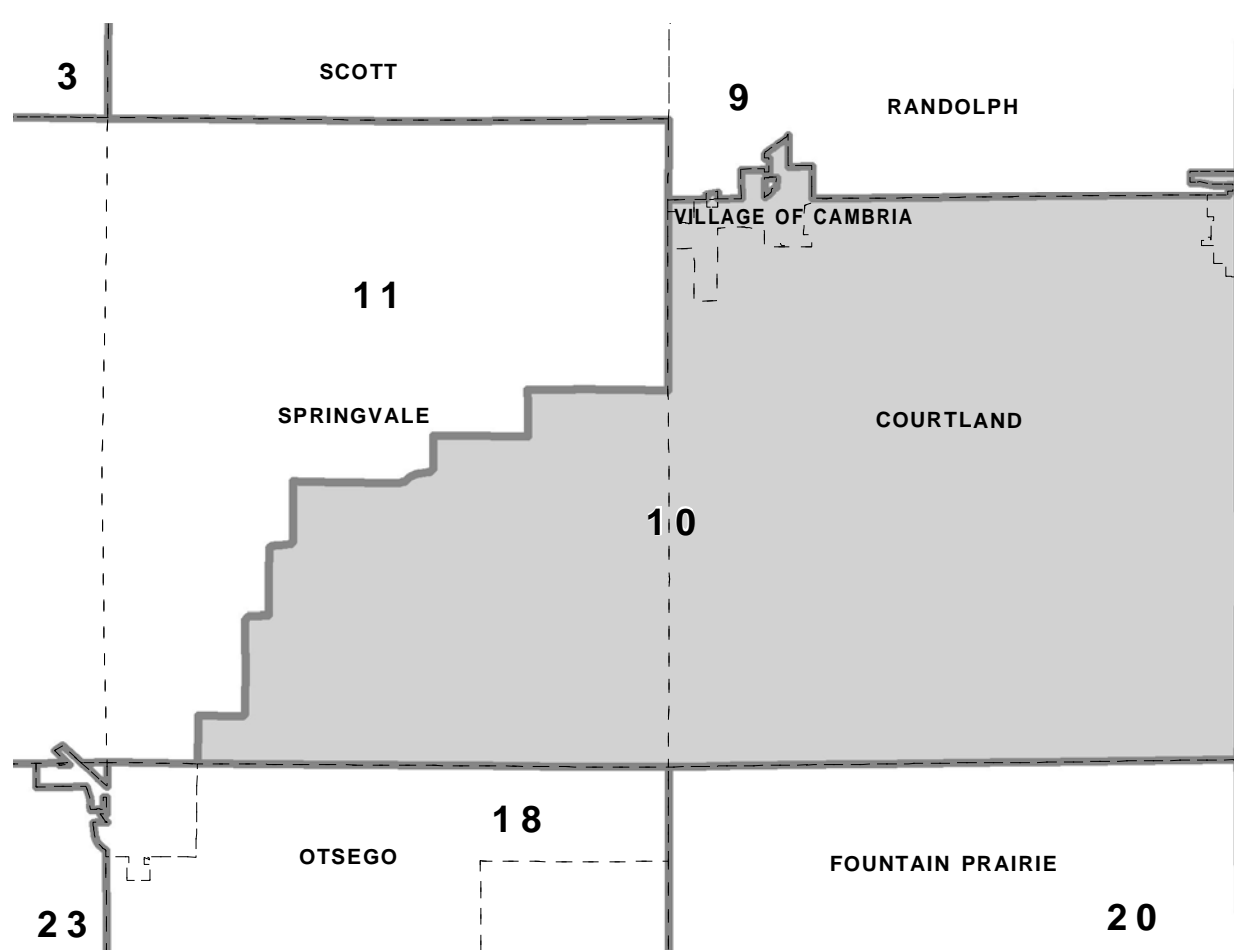 3
SCOTT
9
RANDOLPH
VILLAGE OF CAMBRIA
11
SPRINGVALE
COURTLAND
10
18
OTSEGO
FOUNTAIN PRAIRIE
23
20